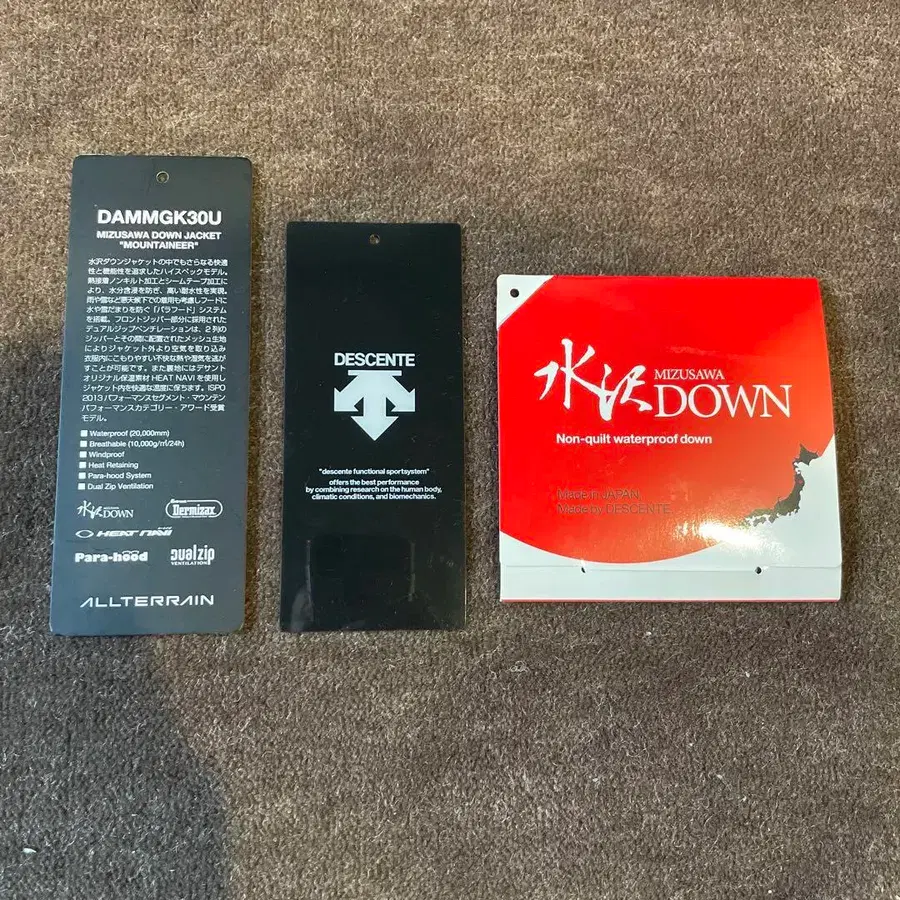 DAMMGK30U
MIZUSAWA DOWN JACKET
"MOUNTAINEER"
水沢ダウンジャケットの中でもさらなる快適
性と機能性を追求したハイスペックモデル。
熱接着ノンキルト加工とシームテープ加工に
より、水分含浸を防ぎ、高い耐水性を実現。
雨や雪など悪天候下での着用も考慮しフードに
水や雪だまりを防ぐ「パラフード」システム
を搭載。フロントジッパー部分に採用された
デュアルジップベンチレーションは、2列の
ジッパーとその間に配置されたメッシュ生地
によりジャケット外より空気を取り込み
衣服内にこもりやすい不快な熱や湿気を逃が
すことが可能です。また裏地にはデサント
オリジナル保温素材 HEAT NAVI を使用し
ジャケット内を快適な温度に保ちます。ISPO
2013 パフォーマンスセグメント・マウンテン
パフォーマンスカテゴリー・アワード受賞
モデル。
Waterproof (20,000mm)
Breathable (10,000g/㎡/24h)
Windproof
Heat Retaining
Para-hood System
Dual Zip Ventilation
水沢 DOWN
Dermizax
HEAT NAVI
Para-hood
dualzip
VENTILATION
ALLTERRAIN
DESCENTE
"descente functional sportsystem"
offers the best performance
by combining research on the human body,
climatic conditions, and biomechanics.
水沢 MIZUSAWA
DOWN
Non-quilt waterproof down
Made in JAPAN.
Made by DESCENTE